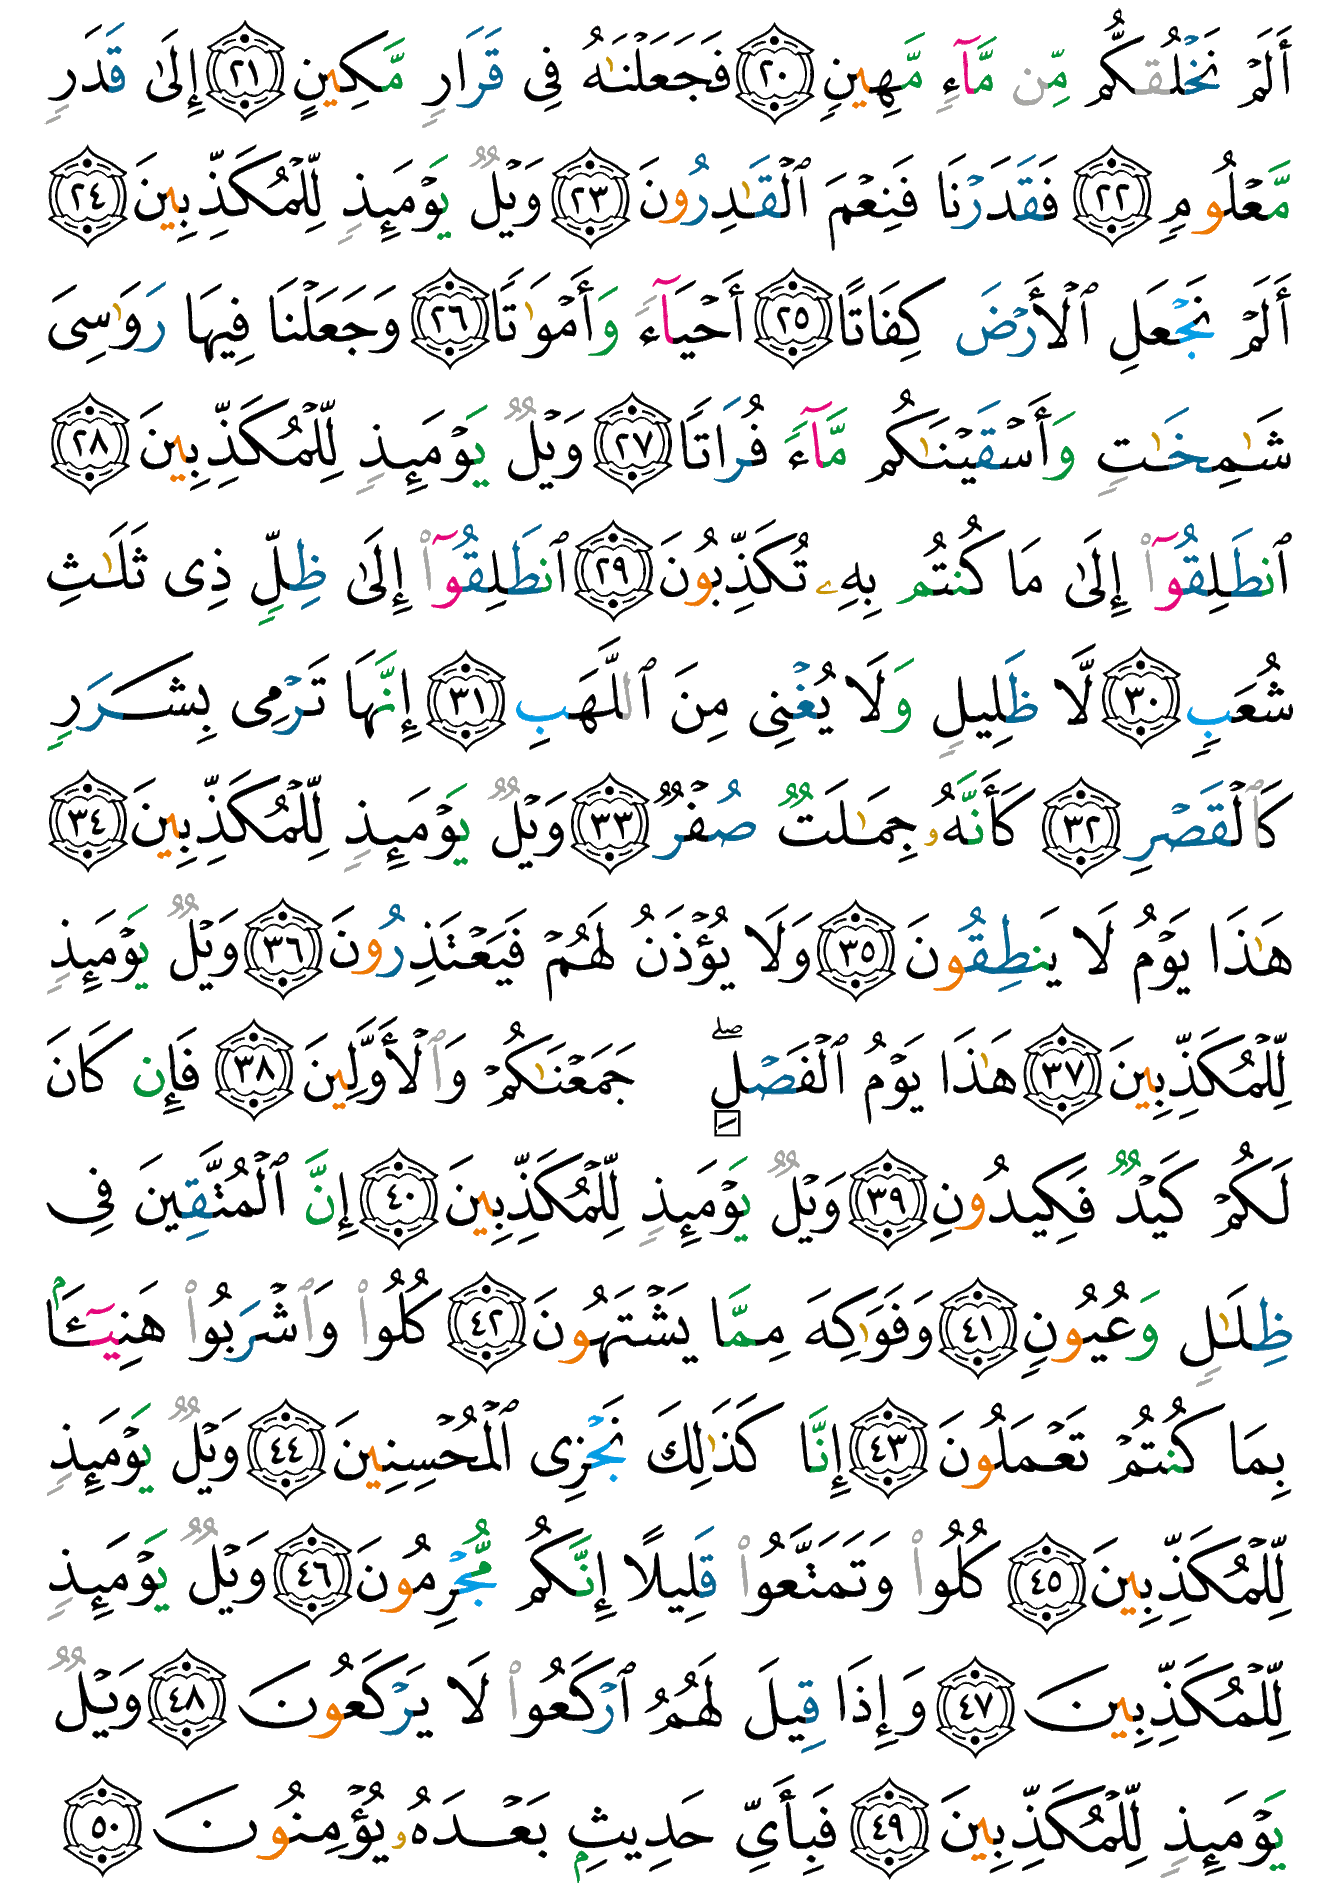 أَلَمۡ نَخۡلُقكُّم مِّن مَّآءٍ مَّهِينٍ ٢٠ فَجَعَلۡنَٰهُ فِى قَرَارٍ مَّكِينٍ ٢١ إِلَىٰ قَدَرٍ
مَّعۡلُومٍ ٢٢ فَقَدَرۡنَا فَنِعۡمَ ٱلۡقَٰدِرُونَ ٢٣ وَيۡلٌ يَوۡمَئِذٍ لِّلۡمُكَذِّبِينَ ٢٤
أَلَمۡ نَجۡعَلِ ٱلۡأَرۡضَ كِفَاتًا ٢٥ أَحۡيَآءً وَأَمۡوَٰتًا ٢٦ وَجَعَلۡنَا فِيهَا رَوَٰسِىَ
شَٰمِخَٰتٍ وَأَسۡقَيۡنَٰكُم مَّآءً فُرَاتًا ٢٧ وَيۡلٌ يَوۡمَئِذٍ لِّلۡمُكَذِّبِينَ ٢٨
ٱنطَلِقُوٓا۟ إِلَىٰ مَا كُنتُم بِهِۦ تُكَذِّبُونَ ٢٩ ٱنطَلِقُوٓا۟ إِلَىٰ ظِلٍّ ذِى ثَلَٰثِ
شُعَبٍ ٣٠ لَّا ظَلِيلٍ وَلَا يُغۡنِى مِنَ ٱللَّهَبِ ٣١ إِنَّهَا تَرۡمِى بِشَرَرٍ
كَٱلۡقَصۡرِ ٣٢ كَأَنَّهُۥ جِمَٰلَتٌ صُفۡرٌ ٣٣ وَيۡلٌ يَوۡمَئِذٍ لِّلۡمُكَذِّبِينَ ٣٤
هَٰذَا يَوۡمُ لَا يَنطِقُونَ ٣٥ وَلَا يُؤۡذَنُ لَهُمۡ فَيَعۡتَذِرُونَ ٣٦ وَيۡلٌ يَوۡمَئِذٍ
لِّلۡمُكَذِّبِينَ ٣٧ هَٰذَا يَوۡمُ ٱلۡفَصۡلِۖ جَمَعۡنَٰكُمۡ وَٱلۡأَوَّلِينَ ٣٨ فَإِن كَانَ
لَكُمۡ كَيۡدٌ فَكِيدُونِ ٣٩ وَيۡلٌ يَوۡمَئِذٍ لِّلۡمُكَذِّبِينَ ٤٠ إِنَّ ٱلۡمُتَّقِينَ فِى
ظِلَٰلٍ وَعُيُونٍ ٤١ وَفَوَٰكِهَ مِمَّا يَشۡتَهُونَ ٤٢ كُلُوا۟ وَٱشۡرَبُوا۟ هَنِيٓـَٔۢا
بِمَا كُنتُمۡ تَعۡمَلُونَ ٤٣ إِنَّا كَذَٰلِكَ نَجۡزِى ٱلۡمُحۡسِنِينَ ٤٤ وَيۡلٌ يَوۡمَئِذٍ
لِّلۡمُكَذِّبِينَ ٤٥ كُلُوا۟ وَتَمَتَّعُوا۟ قَلِيلًا إِنَّكُم مُّجۡرِمُونَ ٤٦ وَيۡلٌ يَوۡمَئِذٍ
لِّلۡمُكَذِّبِينَ ٤٧ وَإِذَا قِيلَ لَهُمُ ٱرۡكَعُوا۟ لَا يَرۡكَعُونَ ٤٨ وَيۡلٌ
يَوۡمَئِذٍ لِّلۡمُكَذِّبِينَ ٤٩ فَبِأَىِّ حَدِيثِۭ بَعۡدَهُۥ يُؤۡمِنُونَ ٥٠